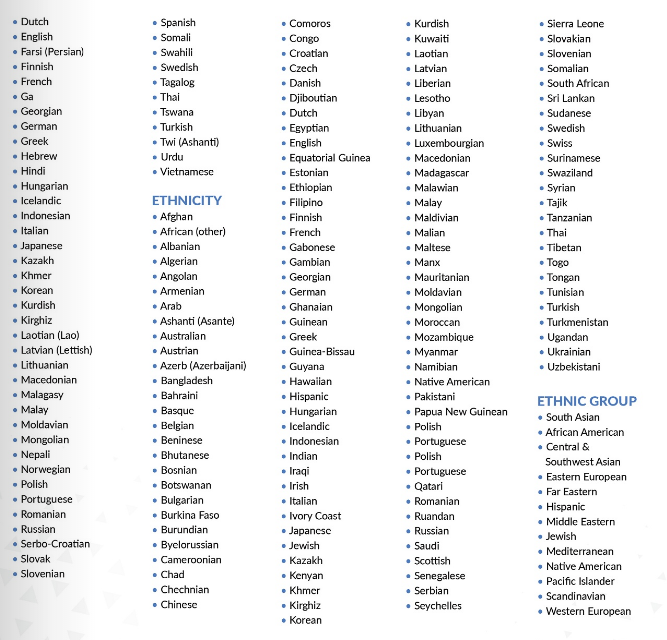 • Dutch
• English
• Farsi (Persian)
• Finnish
• French
• Ga
• Georgian
• German
• Greek
• Hebrew
• Hindi
• Hungarian
• Icelandic
• Indonesian
• Italian
• Japanese
• Kazakh
• Khmer
• Korean
• Kurdish
• Kirghiz
• Laotian (Lao)
• Latvian (Lettish)
• Lithuanian
• Macedonian
• Malagasy
• Malay
• Moldavian
• Mongolian
• Nepali
• Norwegian
• Polish
• Portuguese
• Romanian
• Russian
• Serbo-Croatian
• Slovak
• Slovenian
• Spanish
• Somali
• Swahili
• Swedish
• Tagalog
• Thai
• Tswana
• Turkish
• Twi (Ashanti)
• Urdu
• Vietnamese
ETHNICITY
• Afghan
• African (other)
• Albanian
• Algerian
• Angolan
• Armenian
• Arab
• Ashanti (Asante)
• Australian
• Austrian
• Azerb (Azerbaijani)
• Bangladesh
• Bahraini
• Basque
• Belgian
• Beninese
• Bhutanese
• Bosnian
• Botswanan
• Bulgarian
• Burkina Faso
• Burundian
• Byelorussian
• Cameroonian
• Chad
• Chechnian
• Chinese
• Comoros
• Congo
• Croatian
• Czech
• Danish
• Djiboutian
• Dutch
• Egyptian
• English
• Equatorial Guinea
• Estonian
• Ethiopian
• Filipino
• Finnish
• French
• Gabonese
• Gambian
• Georgian
• German
• Ghanaian
• Guinean
• Greek
• Guinea-Bissau
• Guyana
• Hawaiian
• Hispanic
• Hungarian
• Icelandic
• Indonesian
• Indian
• Iraqi
• Irish
• Italian
• Ivory Coast
• Japanese
• Jewish
• Kazakh
• Kenyan
• Khmer
• Kirghiz
• Korean
• Kurdish
• Kuwaiti
• Laotian
• Latvian
• Liberian
• Lesotho
• Libyan
• Lithuanian
• Luxembourgian
• Macedonian
• Madagascar
• Malawian
• Malay
• Maldivian
• Malian
• Maltese
• Manx
• Mauritanian
• Moldavian
• Mongolian
• Moroccan
• Mozambique
• Myanmar
• Namibian
• Native American
• Pakistani
• Papua New Guinean
• Polish
• Portuguese
• Polish
• Portuguese
• Qatari
• Romanian
• Ruandan
• Russian
• Saudi
• Scottish
• Senegalese
• Serbian
• Seychelles
• Sierra Leone
• Slovakian
• Slovenian
• Somalian
• South African
• Sri Lankan
• Sudanese
• Swedish
• Swiss
• Surinamese
• Swaziland
• Syrian
• Tajik
• Tanzanian
• Thai
• Tibetan
• Togo
• Tongan
• Tunisian
• Turkish
• Turkmenistan
• Ugandan
• Ukrainian
• Uzbekistani
ETHNIC GROUP
• South Asian
• African American
• Central &
Southwest Asian
• Eastern European
• Far Eastern
• Hispanic
• Middle Eastern
• Jewish
• Mediterranean
• Native American
• Pacific Islander
• Scandinavian
• Western European